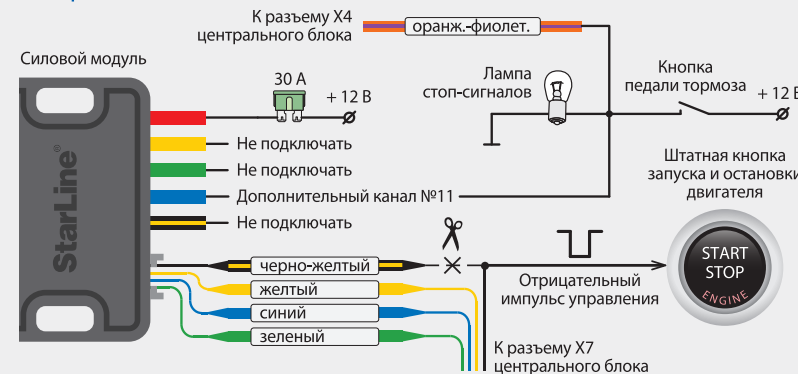 К разъему X4
центрального блока
оранж.-фиолет.
Силовой модуль
30 А
+ 12 В
Лампа
стоп-сигналов
Кнопка
педали тормоза
+ 12 В
Не подключать
Не подключать
Дополнительный канал №11
Не подключать
StarLine®
Штатная кнопка
запуска и остановки
двигателя
черно-желтый
желтый
синий
зеленый
Отрицательный
импульс управления
START
STOP
ENGINE
К разъему X7
центрального блока